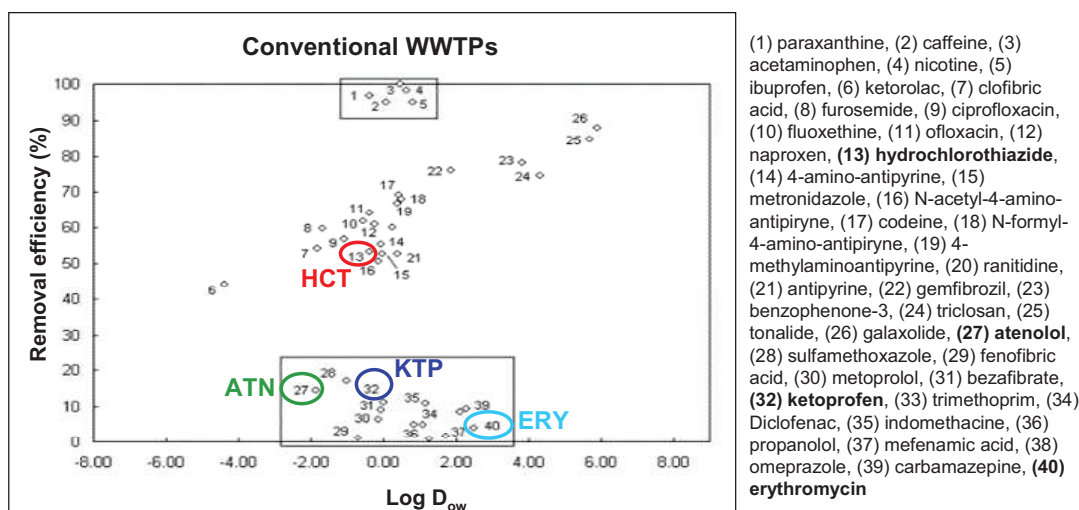 Conventional WWTPs
Removal efficiency (%)
100
90
80
70
60
50
40
30
20
10
0
-8.00 -6.00 -4.00 -2.00 0.00 2.00 4.00 6.00 8.00
Log Dow
1
2
3
4
5
26
25
23
22
24
17
18
19
11
10
12
8
9
14
7
13
21
16
15
6
HCT
ATN
KTP
ERY
28
27
32
35
31
34
39
30
40
29
36
37
(1) paraxanthine, (2) caffeine, (3)
acetaminophen, (4) nicotine, (5)
ibuprofen, (6) ketorolac, (7) clofibric
acid, (8) furosemide, (9) ciprofloxacin,
(10) fluoxethine, (11) ofloxacin, (12)
naproxen, (13) hydrochlorothiazide,
(14) 4-amino-antipyrine, (15)
metronidazole, (16) N-acetyl-4-amino-
antipiryne, (17) codeine, (18) N-formyl-
4-amino-antipiryne, (19) 4-
methylaminoantipyrine, (20) ranitidine,
(21) antipyrine, (22) gemfibrozil, (23)
benzophenone-3, (24) triclosan, (25)
tonalide, (26) galaxolide, (27) atenolol,
(28) sulfamethoxazole, (29) fenofibric
acid, (30) metoprolol, (31) bezafibrate,
(32) ketoprofen, (33) trimethoprim, (34)
Diclofenac, (35) indomethacine, (36)
propanolol, (37) mefenamic acid, (38)
omeprazole, (39) carbamazepine, (40)
erythromycin